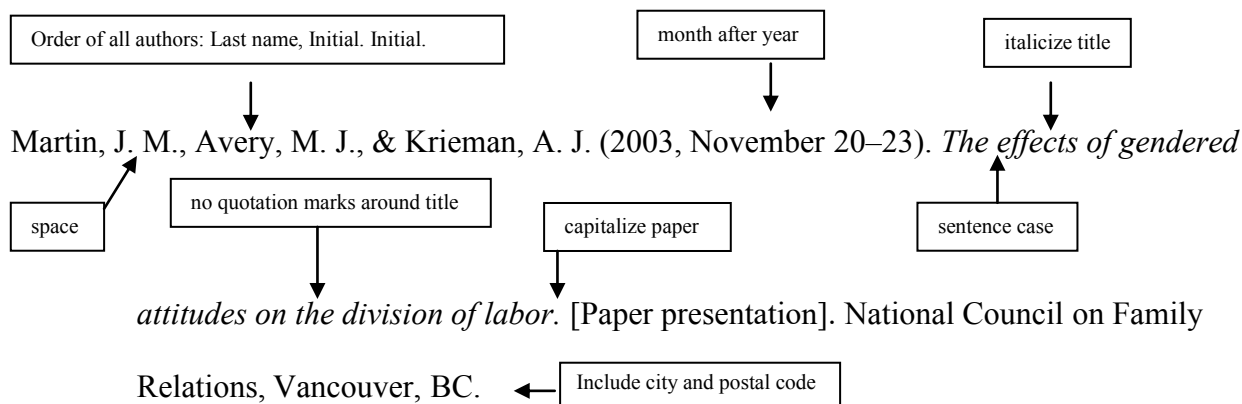 Order of all authors: Last name, Initial. Initial.
month after year
italicize title
Martin, J. M., Avery, M. J., & Krieman, A. J. (2003, November 20–23). The effects of gendered
space
no quotation marks around title
capitalize paper
sentence case
attitudes on the division of labor. [Paper presentation]. National Council on Family
Relations, Vancouver, BC.
Include city and postal code